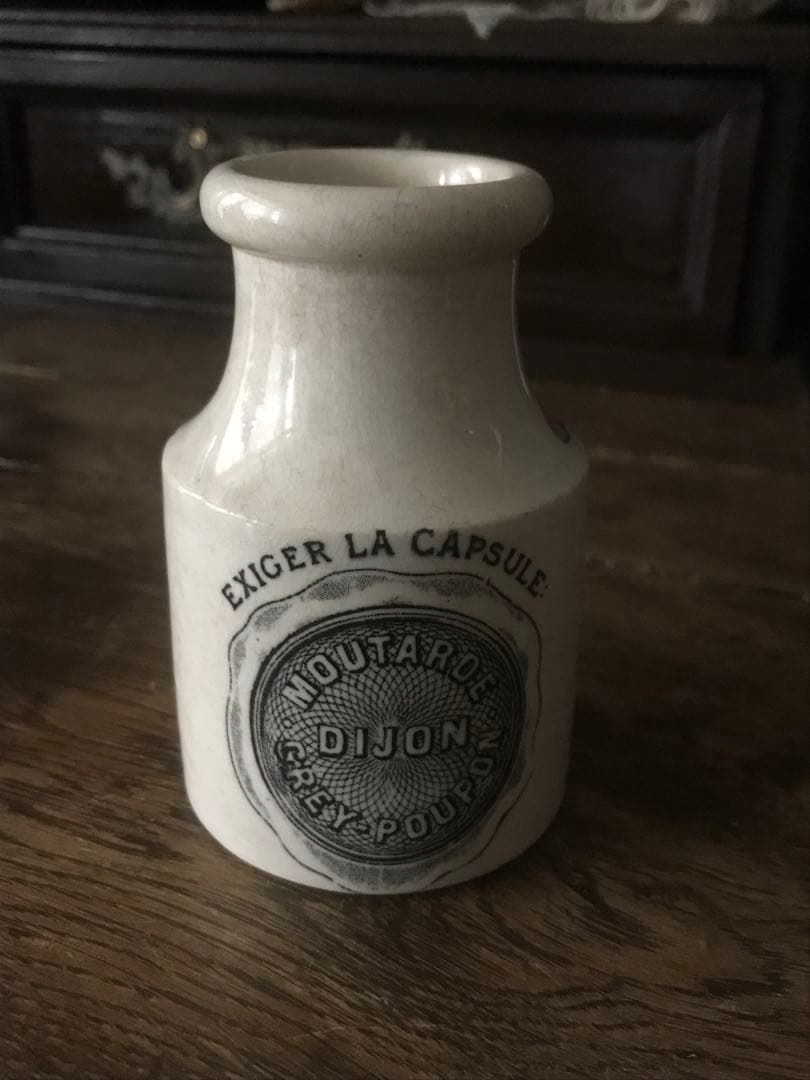 EXIGER LA CAPSULE:
MOUTARDE
DIJON
GREY-POUPON